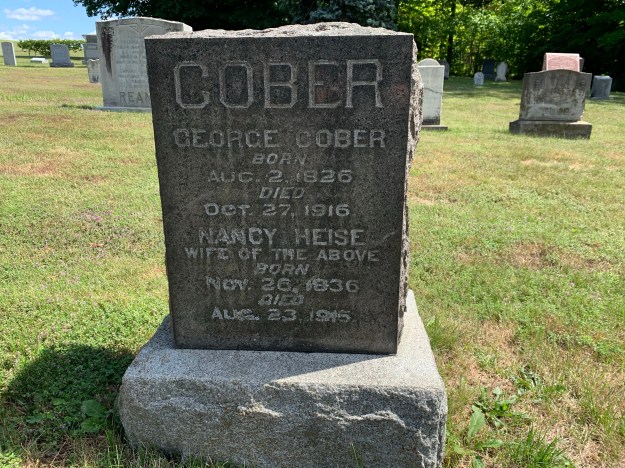 COBER
GEORGE COBER
BORN
AUG. 2, 1826
DIED
OCT. 27, 1916
NANCY HEISE
WIFE OF THE ABOVE
BORN
NOV. 26, 1836
DIED
AUG. 23, 1915